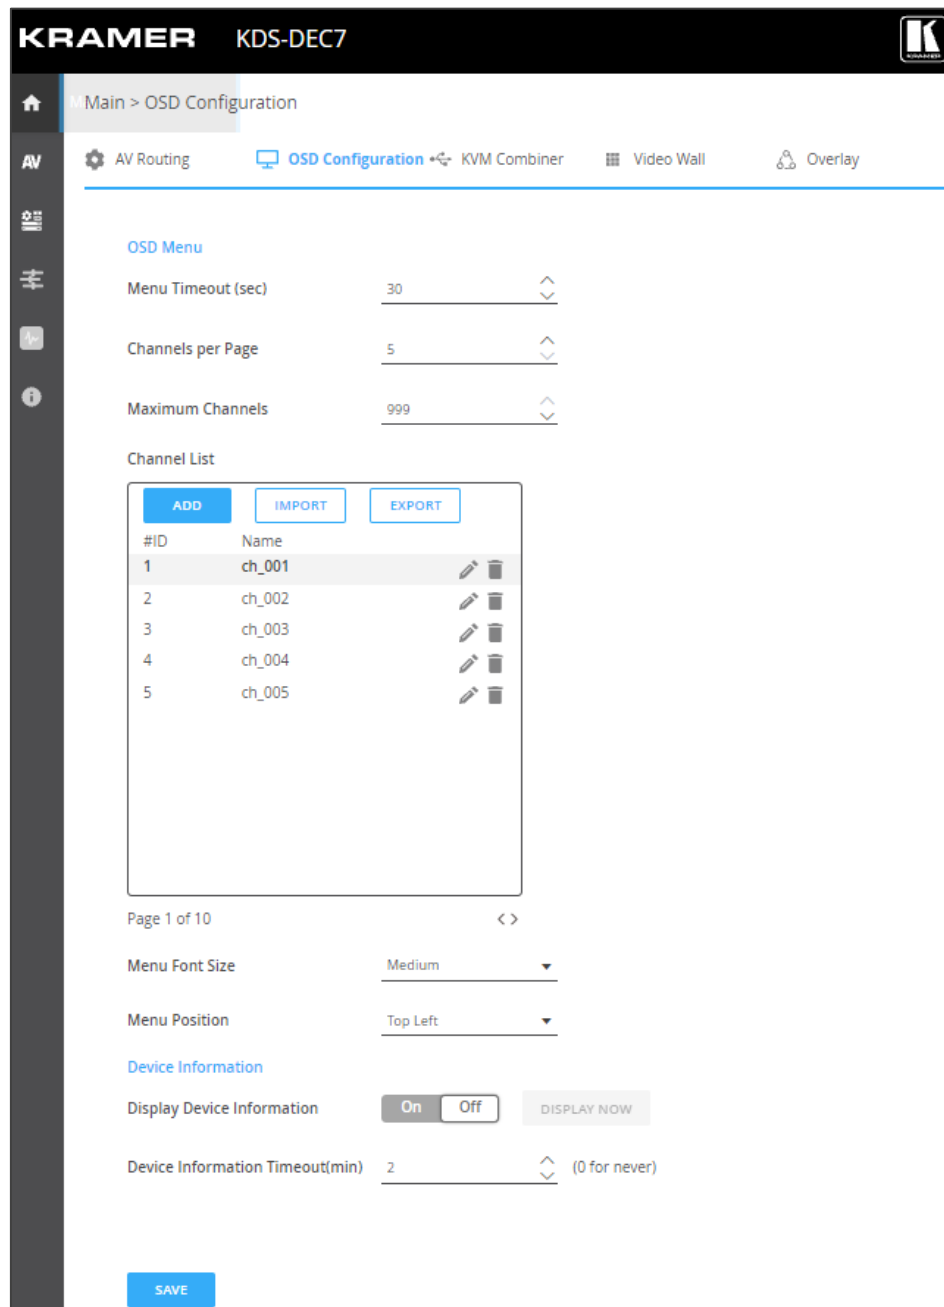 KRAMER KDS-DEC7
KRAMER
Main > OSD Configuration
AV
AV Routing OSD Configuration KVM Combiner Video Wall Overlay
OSD Menu
Menu Timeout (sec) 30
Channels per Page 5
Maximum Channels 999
Channel List
ADD IMPORT EXPORT
#ID Name
1 ch_001
2 ch_002
3 ch_003
4 ch_004
5 ch_005
Page 1 of 10 < >
Menu Font Size Medium
Menu Position Top Left
Device Information
Display Device Information On Off DISPLAY NOW
Device Information Timeout(min) 2 (0 for never)
SAVE